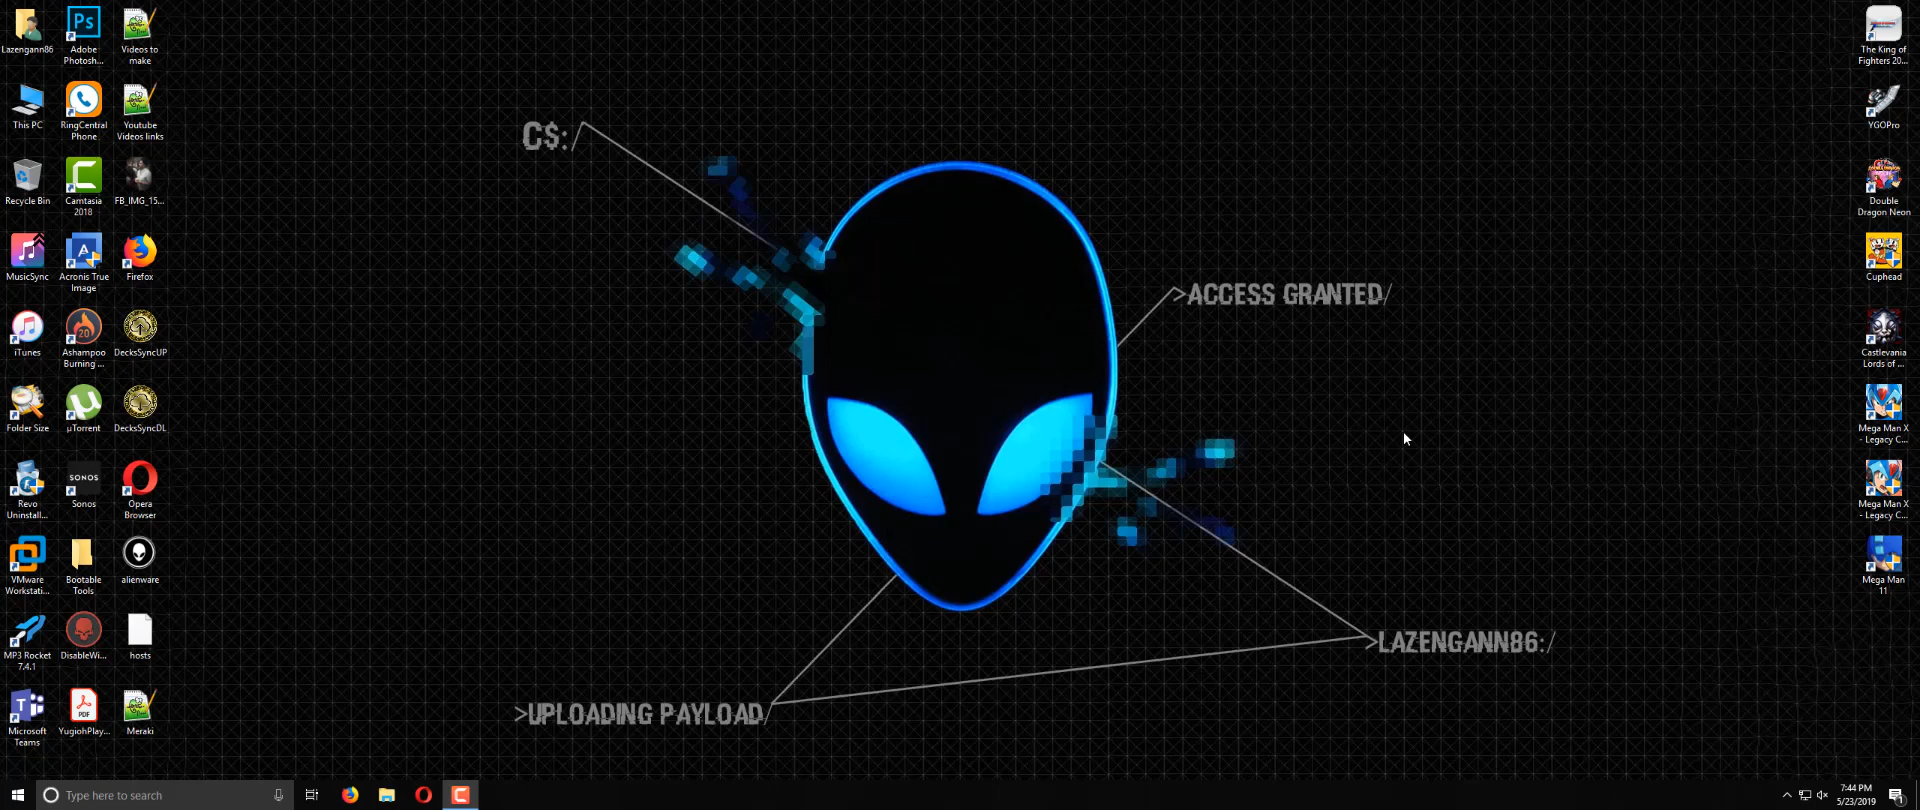 Lazengann86
Adobe
Photosh...
Videos to
make
This PC
RingCentral
Phone
Youtube
Videos links
Recycle Bin
Camtasia
2018
FB_IMG_15...
MusicSync
Acronis True
Image
Firefox
iTunes
Ashampoo
Burning ...
DecksSyncUP
Folder Size
µTorrent
DecksSyncDL
Revo
Uninstall...
SONOS
Sonos
Opera
Browser
VMware
Workstati...
Bootable
Tools
alienware
MP3 Rocket
7.4.1
DisableWi...
hosts
Microsoft
Teams
PDF
YugiohPlay...
Meraki
C$:/
>ACCESS GRANTED/
>LAZENGANN86:/
>UPLOADING PAYLOAD/
The King of
Fighters 20...
YGOPro
Double
Dragon Neon
Cuphead
Castlevania
Lords of ...
Mega Man X
- Legacy C...
Mega Man X
- Legacy C...
Mega Man
11
Type here to search
7:44 PM
5/23/2019